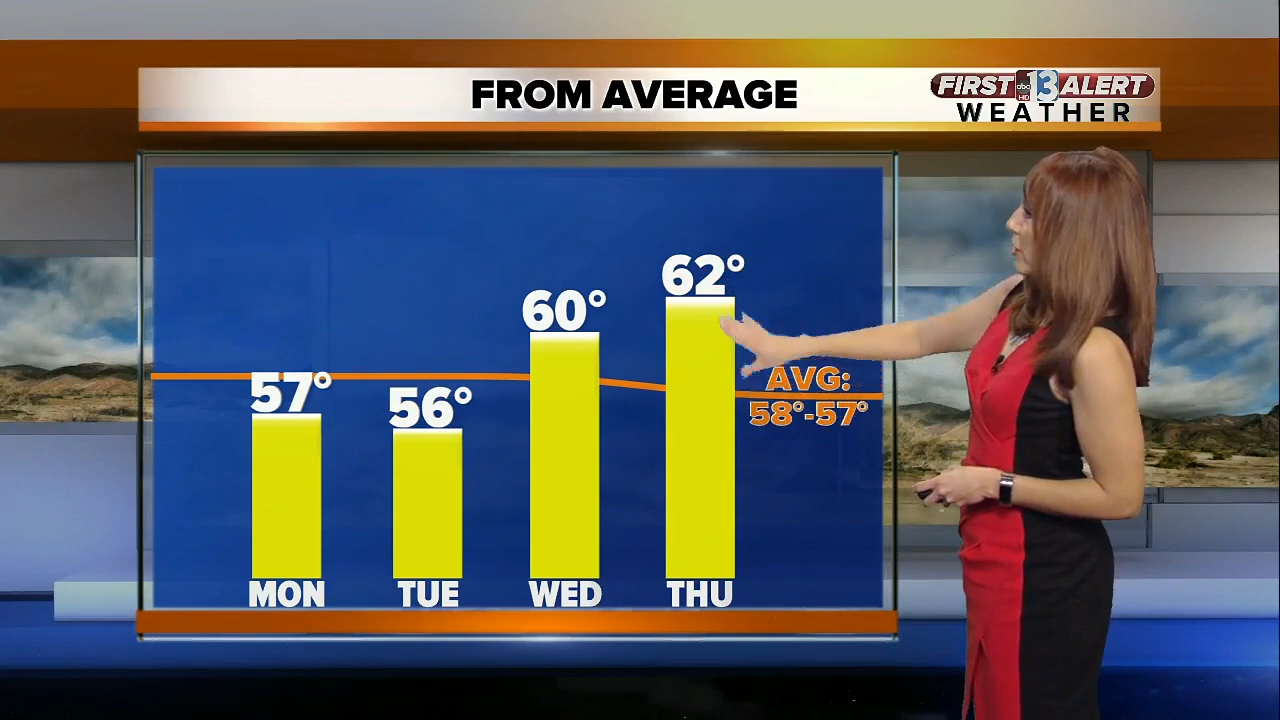 FROM AVERAGE
FIRST abc HD 13 ALERT
WEATHER
62°
60°
57°
56°
AVG:
58°-57°
MON TUE WED THU